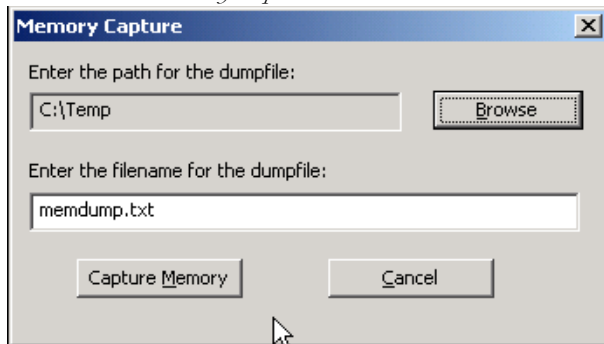 Memory Capture
Enter the path for the dumpfile:
C:\Temp
Browse
Enter the filename for the dumpfile:
memdump.txt
Capture Memory
Cancel